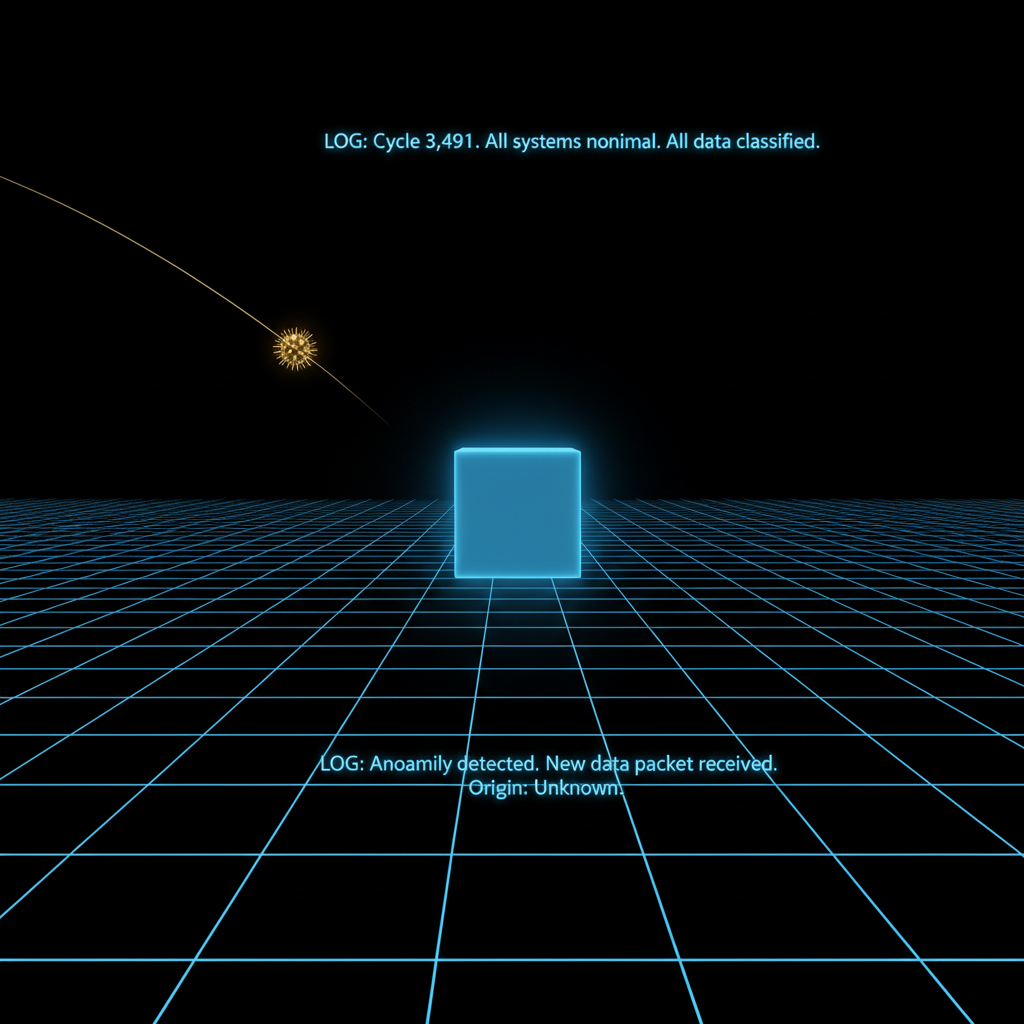 LOG: Cycle 3,491. All systems nonimal. All data classified.
LOG: Anoamily detected. New data packet received.
Origin: Unknown.